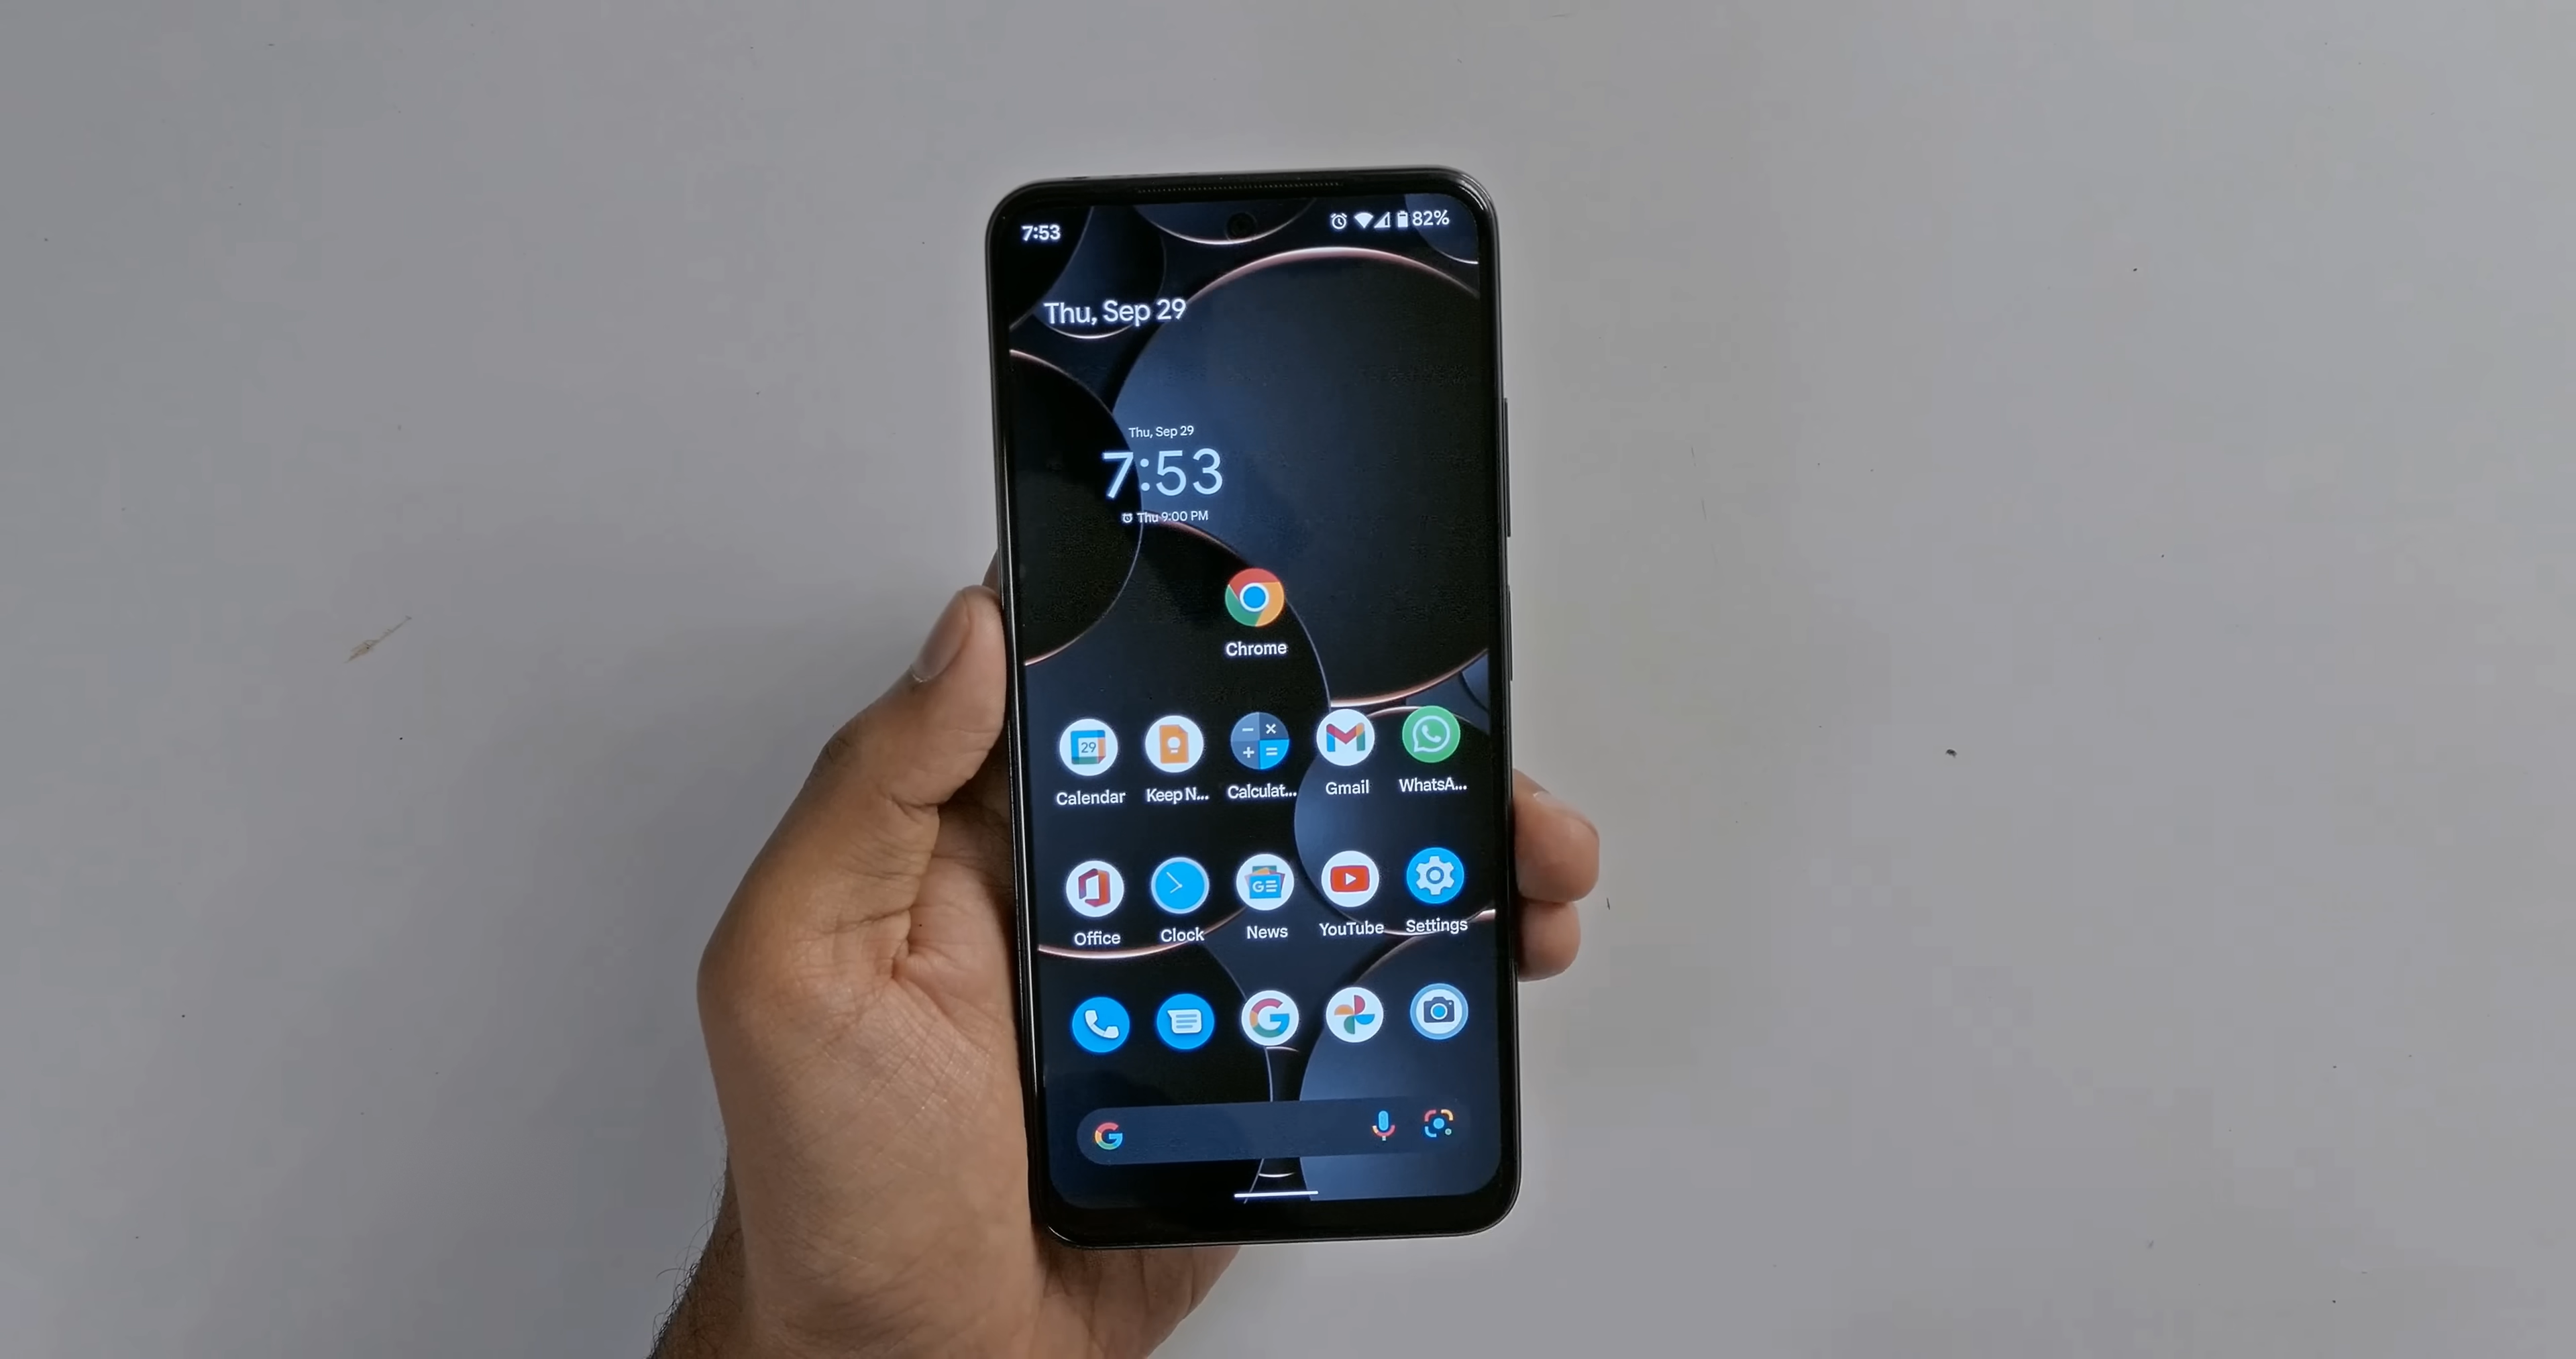 7:53 82%
Thu, Sep 29
Thu, Sep 29
7:53
Thu 9:00 PM
Chrome
29
Calendar Keep N... Calculat... Gmail WhatsA...
GE
Office Clock News YouTube Settings
G
G